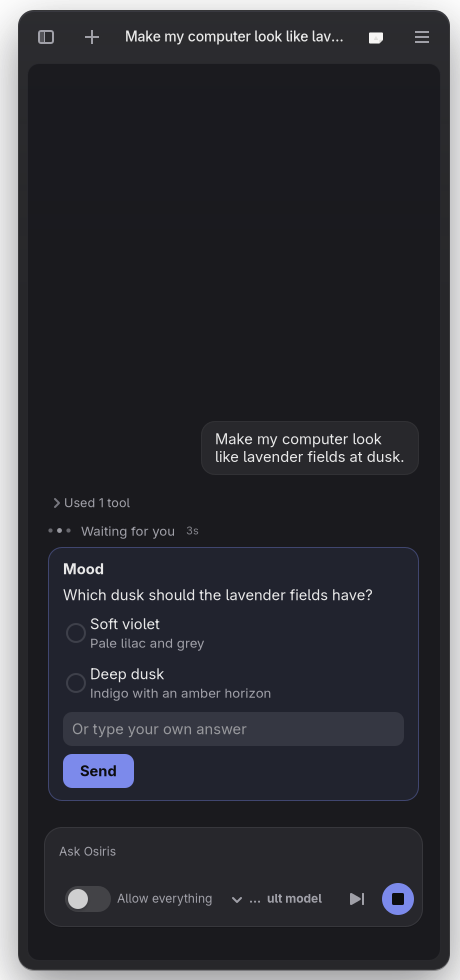 Make my computer look like lav...
Make my computer look
like lavender fields at dusk.
Used 1 tool
Waiting for you 3s
Mood
Which dusk should the lavender fields have?
Soft violet
Pale lilac and grey
Deep dusk
Indigo with an amber horizon
Or type your own answer
Send
Ask Osiris
Allow everything ... ult model